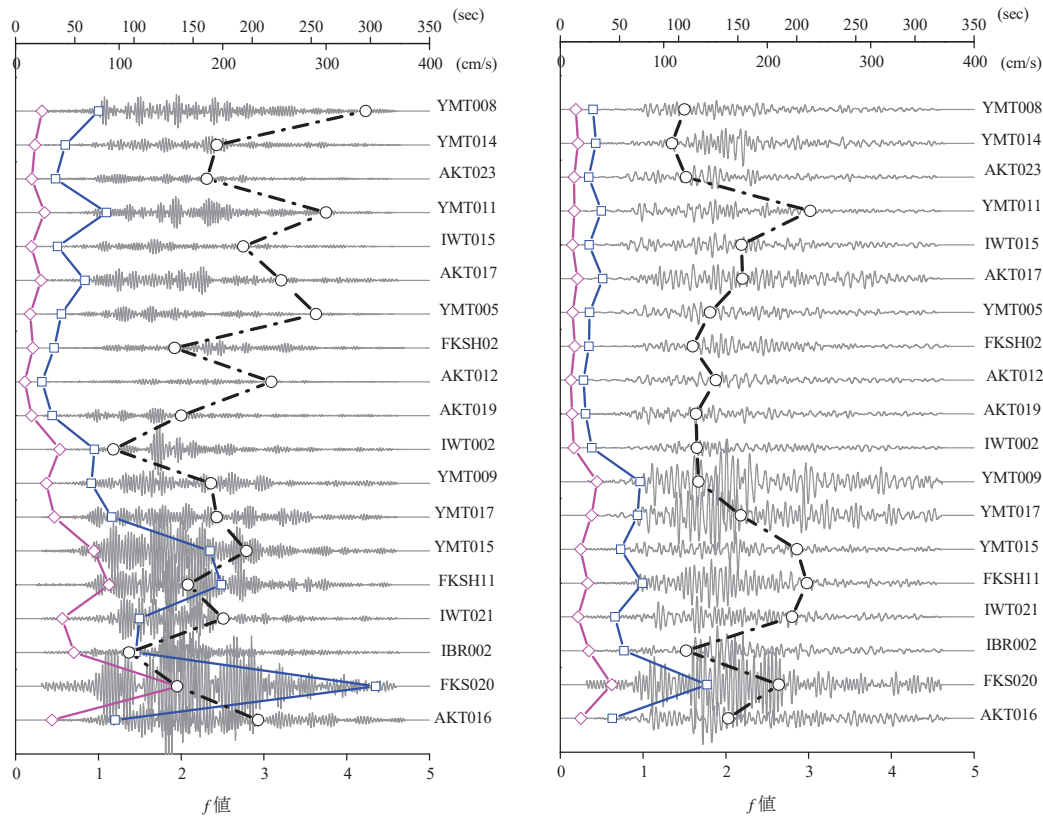 (sec)
0 50 100 150 200 250 300 350
0 100 200 300 400
(cm/s)
YMT008
YMT014
AKT023
YMT011
IWT015
AKT017
YMT005
FKSH02
AKT012
AKT019
IWT002
YMT009
YMT017
YMT015
FKSH11
IWT021
IBR002
FKS020
AKT016
0 1 2 3 4 5
f 値
(sec)
0 50 100 150 200 250 300 350
0 100 200 300 400
(cm/s)
YMT008
YMT014
AKT023
YMT011
IWT015
AKT017
YMT005
FKSH02
AKT012
AKT019
IWT002
YMT009
YMT017
YMT015
FKSH11
IWT021
IBR002
FKS020
AKT016
0 1 2 3 4 5
f 値